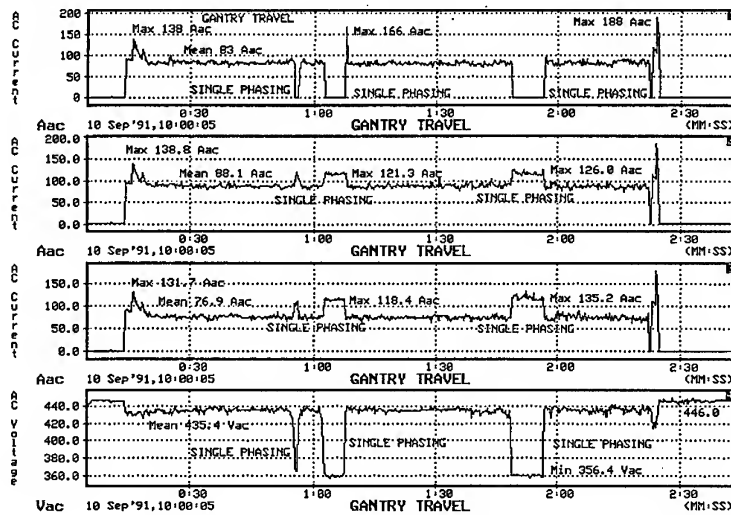 GANTRY TRAVEL
Max 138 Aac
Max 166 Aac
Max 188 Aac
Mean 83 Aac
SINGLE PHASING
SINGLE PHASING
SINGLE PHASING
AC Current
200
150
100
50
0
0:30
1:00
1:30
2:00
2:30
Aac
10 Sep'91,10:00:05
GANTRY TRAVEL
(MM:SS)
Max 138.8 Aac
Mean 88.1 Aac
Max 121.3 Aac
Max 126.0 Aac
SINGLE PHASING
SINGLE PHASING
AC Current
200.0
150.0
100.0
50.0
0.0
0:30
1:00
1:30
2:00
2:30
Aac
10 Sep'91,10:00:05
GANTRY TRAVEL
(MM:SS)
Max 131.7 Aac
Mean 76.9 Aac
Max 118.4 Aac
Max 135.2 Aac
SINGLE PHASING
SINGLE PHASING
AC Current
150.0
100.0
50.0
0.0
0:30
1:00
1:30
2:00
2:30
Aac
10 Sep'91,10:00:05
GANTRY TRAVEL
(MM:SS)
446.0
Mean 435.4 Vac
SINGLE PHASING
SINGLE PHASING
SINGLE PHASING
Min 356.4 Vac
AC Voltage
440.0
420.0
400.0
380.0
360.0
0:30
1:00
1:30
2:00
2:30
Vac
10 Sep'91,10:00:05
GANTRY TRAVEL
(MM:SS)